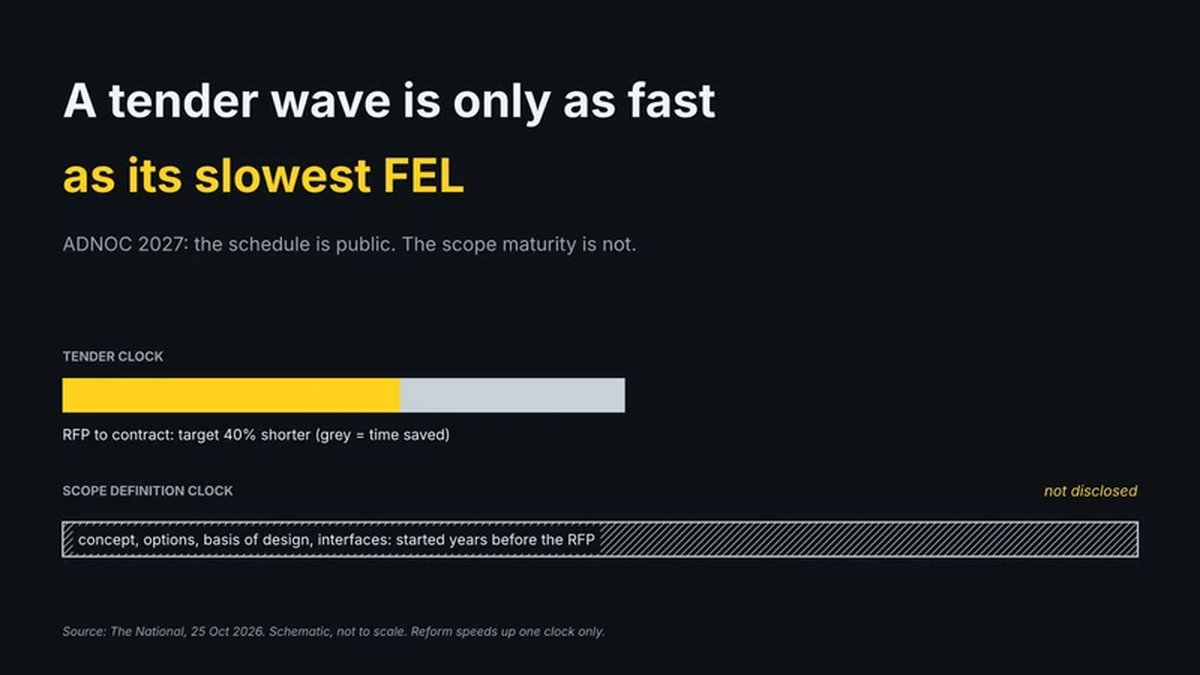 A tender wave is only as fast
as its slowest FEL
ADNOC 2027: the schedule is public. The scope maturity is not.
TENDER CLOCK
RFP to contract: target 40% shorter (grey = time saved)
SCOPE DEFINITION CLOCK
not disclosed
concept, options, basis of design, interfaces: started years before the RFP
Source: The National, 25 Oct 2026. Schematic, not to scale. Reform speeds up one clock only.